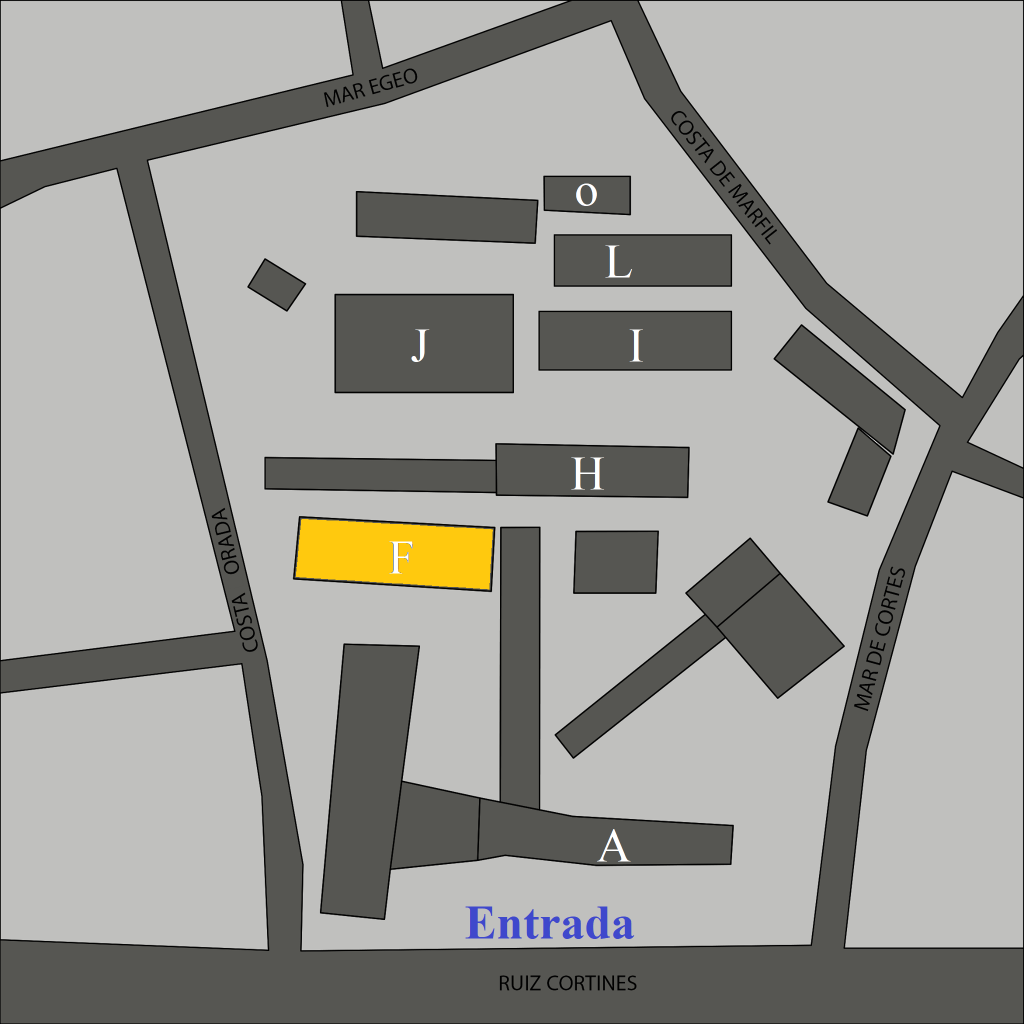 MAR EGEO
COSTA DE MARFIL
o
L
J
I
H
COSTA ORADA
F
MAR DE CORTES
A
Entrada
RUIZ CORTINES